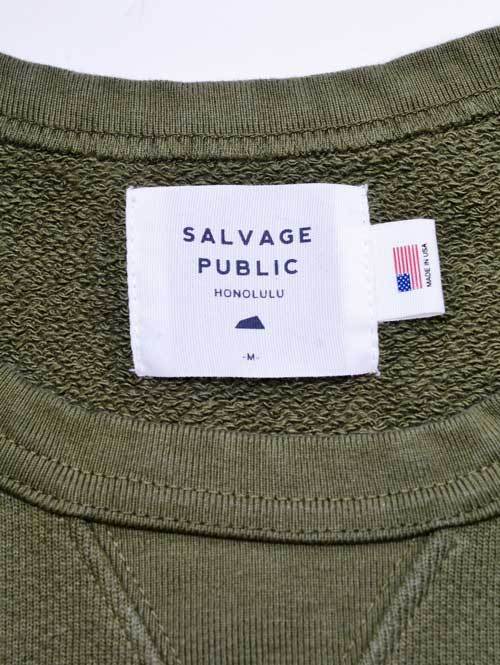 SALVAGE
PUBLIC
HONOLULU
-M-
MADE IN USA